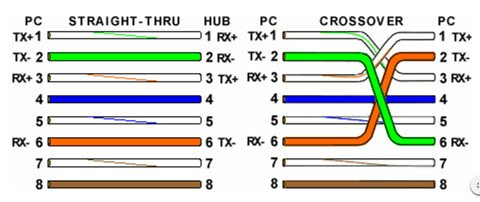 PC STRAIGHT-THRU HUB PC CROSSOVER PC
TX+ 1 1 RX+ TX+ 1 1 TX+
TX- 2 2 RX- TX- 2 2 TX-
RX+ 3 3 TX+ RX+ 3 3 RX+
4 4 4 4
5 5 5 5
RX- 6 6 TX- RX- 6 6 RX-
7 7 7 7
8 8 8 8